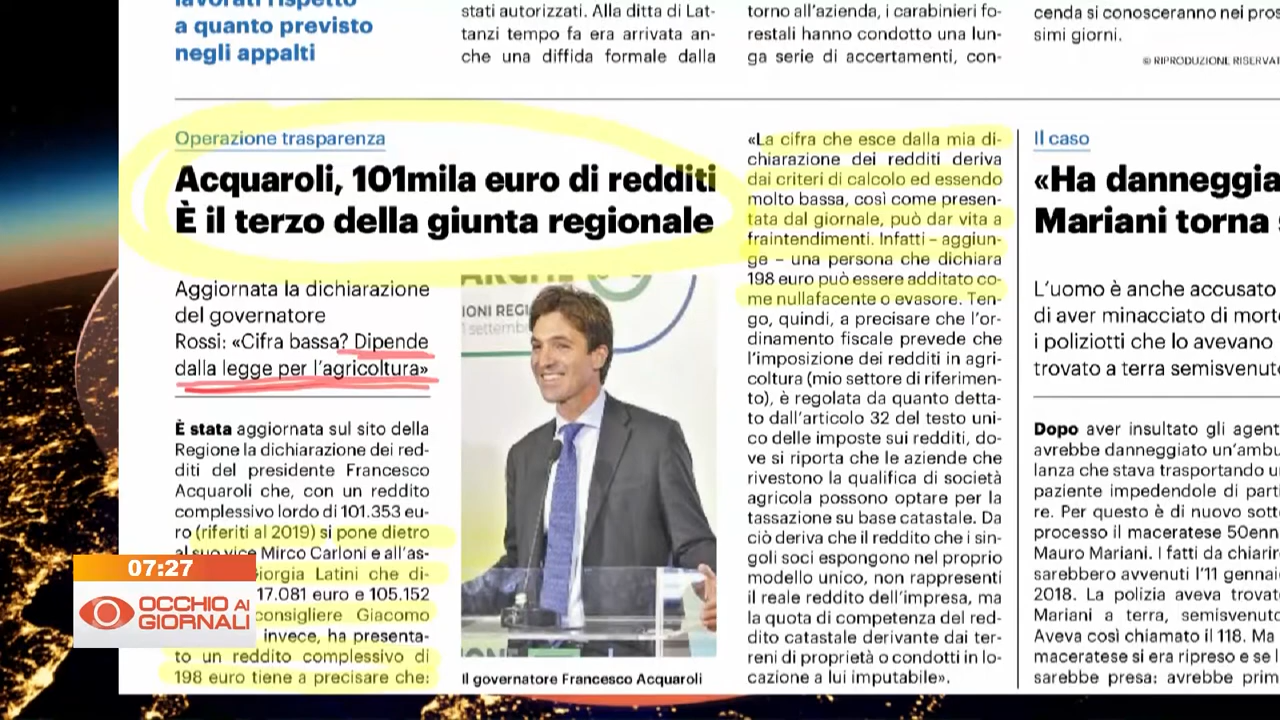 lavorati rispetto
a quanto previsto
negli appalti
stati autorizzati. Alla ditta di Lat-
tanzi tempo fa era arrivata an-
che una diffida formale dalla
torno all'azienda, i carabinieri fo-
restali hanno condotto una lun-
ga serie di accertamenti, con-
cenda si conosceranno nei pros
simi giorni.
© RIPRODUZIONE RISERVAT
Operazione trasparenza
Acquaroli, 101mila euro di redditi
È il terzo della giunta regionale
Aggiornata la dichiarazione
del governatore
Rossi: «Cifra bassa? Dipende
dalla legge per l'agricoltura»
È stata aggiornata sul sito della
Regione la dichiarazione dei red-
diti del presidente Francesco
Acquaroli che, con un reddito
complessivo lordo di 101.353 eu-
ro (riferiti al 2019) si pone dietro
al suo vice Mirco Carloni e all'as-
Giorgia Latini che di-
17.081 euro e 105.152
consigliere Giacomo
invece, ha presenta-
to un reddito complessivo di
198 euro tiene a precisare che:
ARCHE
IONI REGI
settembr
Il governatore Francesco Acquaroli
«La cifra che esce dalla mia di-
chiarazione dei redditi deriva
dai criteri di calcolo ed essendo
molto bassa, così come presen-
tata dal giornale, può dar vita a
fraintendimenti. Infatti – aggiun-
ge – una persona che dichiara
198 euro può essere additato co-
me nullafacente o evasore. Ten-
go, quindi, a precisare che l'or-
dinamento fiscale prevede che
l'imposizione dei redditi in agri-
coltura (mio settore di riferimen-
to), è regolata da quanto detta-
to dall'articolo 32 del testo uni-
co delle imposte sui redditi, do-
ve si riporta che le aziende che
rivestono la qualifica di società
agricola possono optare per la
tassazione su base catastale. Da
ciò deriva che il reddito che i sin-
goli soci espongono nel proprio
modello unico, non rappresenti
il reale reddito dell'impresa, ma
la quota di competenza del red-
dito catastale derivante dai ter-
reni di proprietà o condotti in lo-
cazione a lui imputabile».
Il caso
«Ha danneggia
Mariani torna s
L'uomo è anche accusato
di aver minacciato di morte
i poliziotti che lo avevano
trovato a terra semisvenuto
Dopo aver insultato gli agent
avrebbe danneggiato un'ambu
lanza che stava trasportando un
paziente impedendole di parti
re. Per questo è di nuovo sotto
processo il maceratese 50enn
Mauro Mariani. I fatti da chiarir
sarebbero avvenuti l'11 gennaio
2018. La polizia aveva trovato
Mariani a terra, semisvenuto
Aveva così chiamato il 118. Ma
maceratese si era ripreso e se l
sarebbe presa: avrebbe prim
07:27
OCCHIO AI
GIORNALI